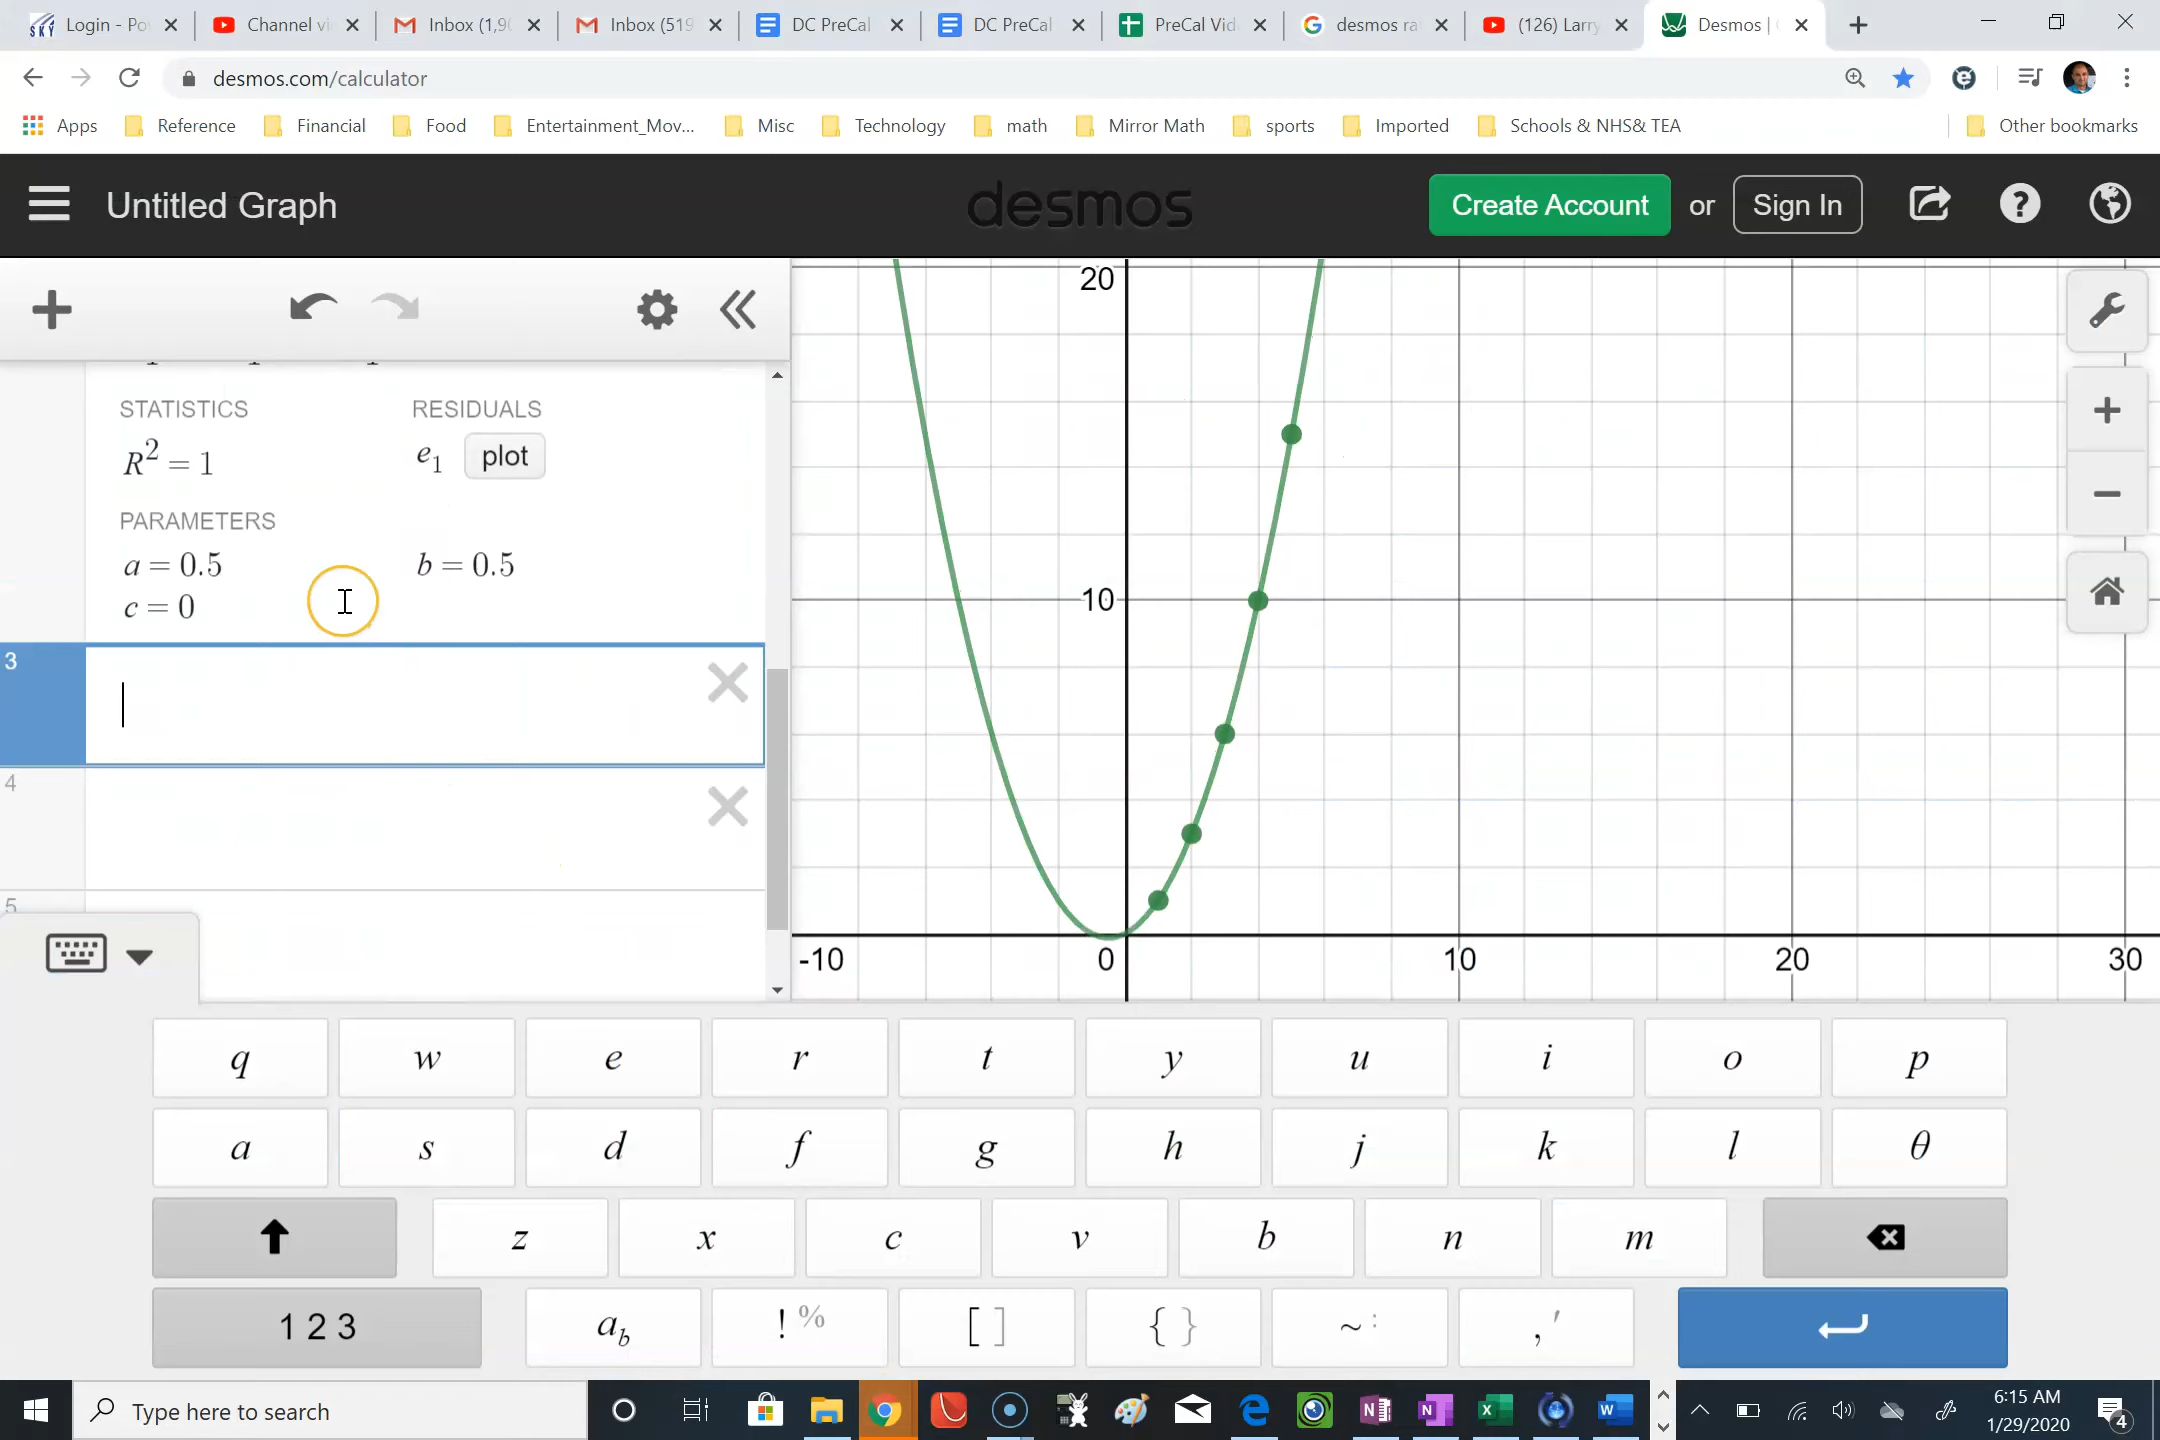 Login - Po
Channel vi
Inbox (1,90
Inbox (519
DC PreCal
DC PreCal
PreCal Vid
desmos ra
(126) Larry
Desmos |
desmos.com/calculator
Apps
Reference
Financial
Food
Entertainment_Mov...
Misc
Technology
math
Mirror Math
sports
Imported
Schools & NHS& TEA
Other bookmarks
Untitled Graph
desmos
Create Account or Sign In
STATISTICS
RESIDUALS
R² = 1
e₁ plot
PARAMETERS
a = 0.5
b = 0.5
c = 0
3
4
5
20
10
-10
0
10
20
30
q w e r t y u i o p
a s d f g h j k l θ
z x c v b n m
1 2 3 a_b ! % [ ] { } ~ : , '
Type here to search
6:15 AM
1/29/2020
4